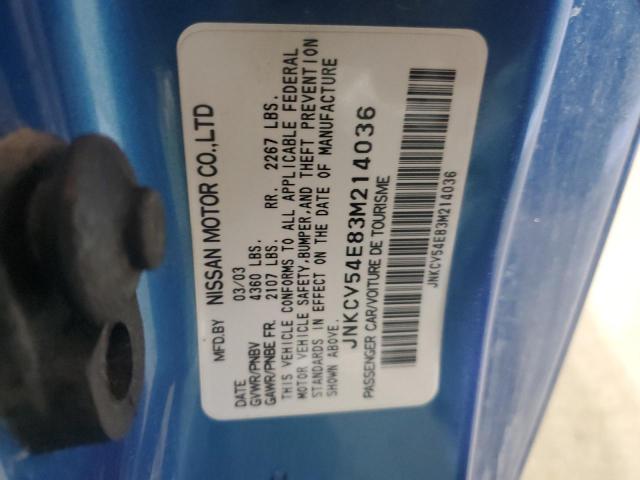 MFD.BY NISSAN MOTOR CO.,LTD
DATE 03/03
GVWR/PNBV 4360 LBS.
GAWR/PNBE FR. 2107 LBS. RR. 2267 LBS.
THIS VEHICLE CONFORMS TO ALL APPLICABLE FEDERAL
MOTOR VEHICLE SAFETY,BUMPER,AND THEFT PREVENTION
STANDARDS IN EFFECT ON THE DATE OF MANUFACTURE
SHOWN ABOVE.
JNKCV54E83M214036
PASSENGER CAR/VOITURE DE TOURISME
JNKCV54E83M214036